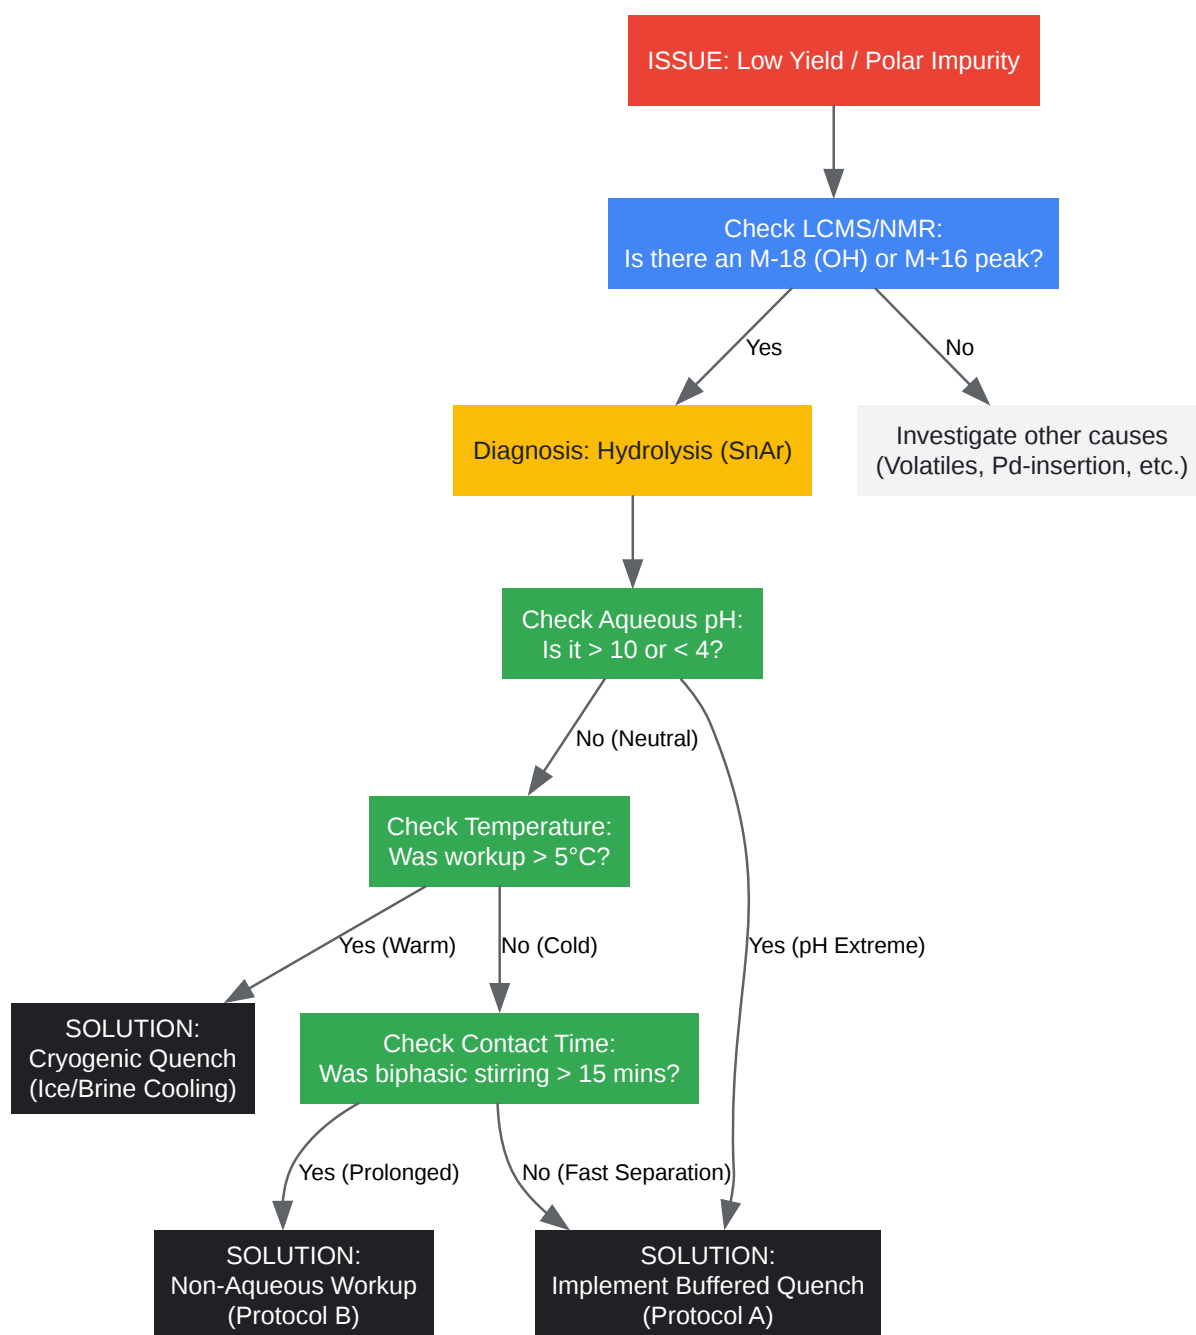 ISSUE: Low Yield / Polar Impurity
Check LCMS/NMR:
Is there an M-18 (OH) or M+16 peak?
Yes
No
Diagnosis: Hydrolysis (SnAr)
Investigate other causes
(Volatiles, Pd-insertion, etc.)
Check Aqueous pH:
Is it > 10 or < 4?
No (Neutral)
Check Temperature:
Was workup > 5°C?
Yes (Warm)
No (Cold)
Yes (pH Extreme)
SOLUTION:
Cryogenic Quench
(Ice/Brine Cooling)
Check Contact Time:
Was biphasic stirring > 15 mins?
Yes (Prolonged)
No (Fast Separation)
SOLUTION:
Non-Aqueous Workup
(Protocol B)
SOLUTION:
Implement Buffered Quench
(Protocol A)